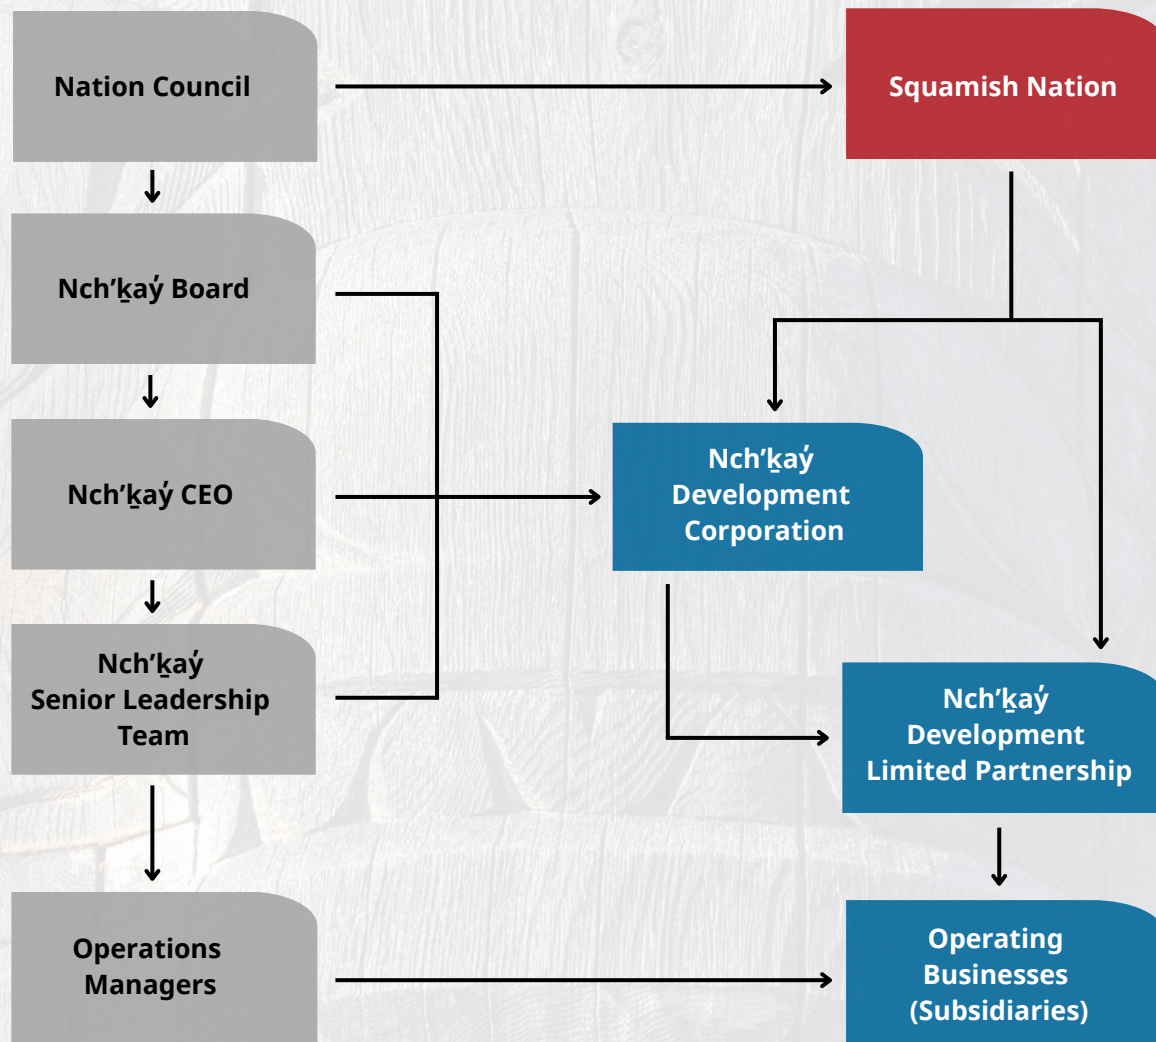 Nation Council
Squamish Nation
Nch’ḵay̓ Board
Nch’ḵay̓ CEO
Nch’ḵay̓
Development
Corporation
Nch’ḵay̓
Senior Leadership
Team
Nch’ḵay̓
Development
Limited Partnership
Operations
Managers
Operating
Businesses
(Subsidiaries)